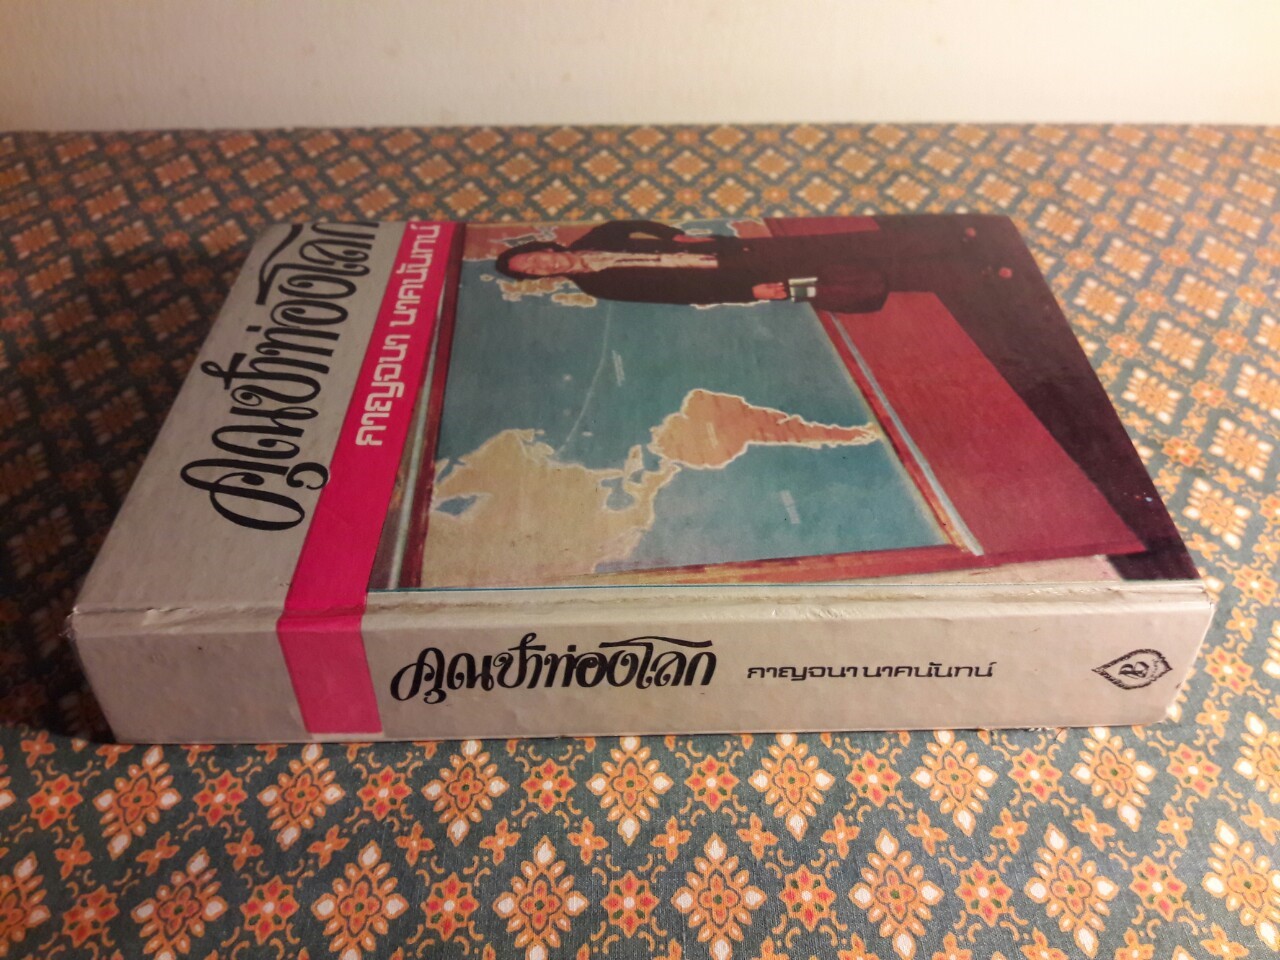 คุณป้าท่องโลก
กาญจนา นาคนันทน์
คุณป้าท่องโลก กาญจนา นาคนันทน์